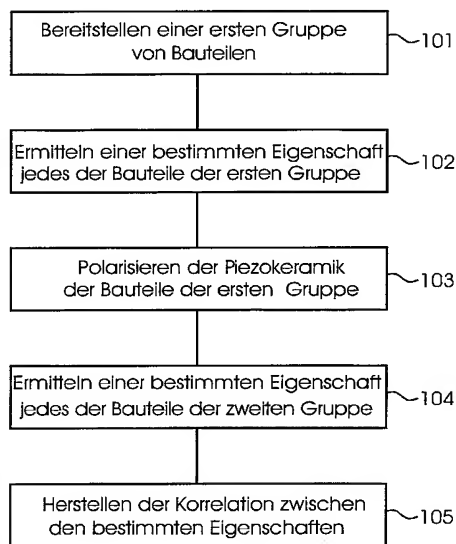 Bereitstellen einer ersten Gruppe
von Bauteilen
101
Ermitteln einer bestimmten Eigenschaft
jedes der Bauteile der ersten Gruppe
102
Polarisieren der Piezokeramik
der Bauteile der ersten Gruppe
103
Ermitteln einer bestimmten Eigenschaft
jedes der Bauteile der zweiten Gruppe
104
Herstellen der Korrelation zwischen
den bestimmten Eigenschaften
105